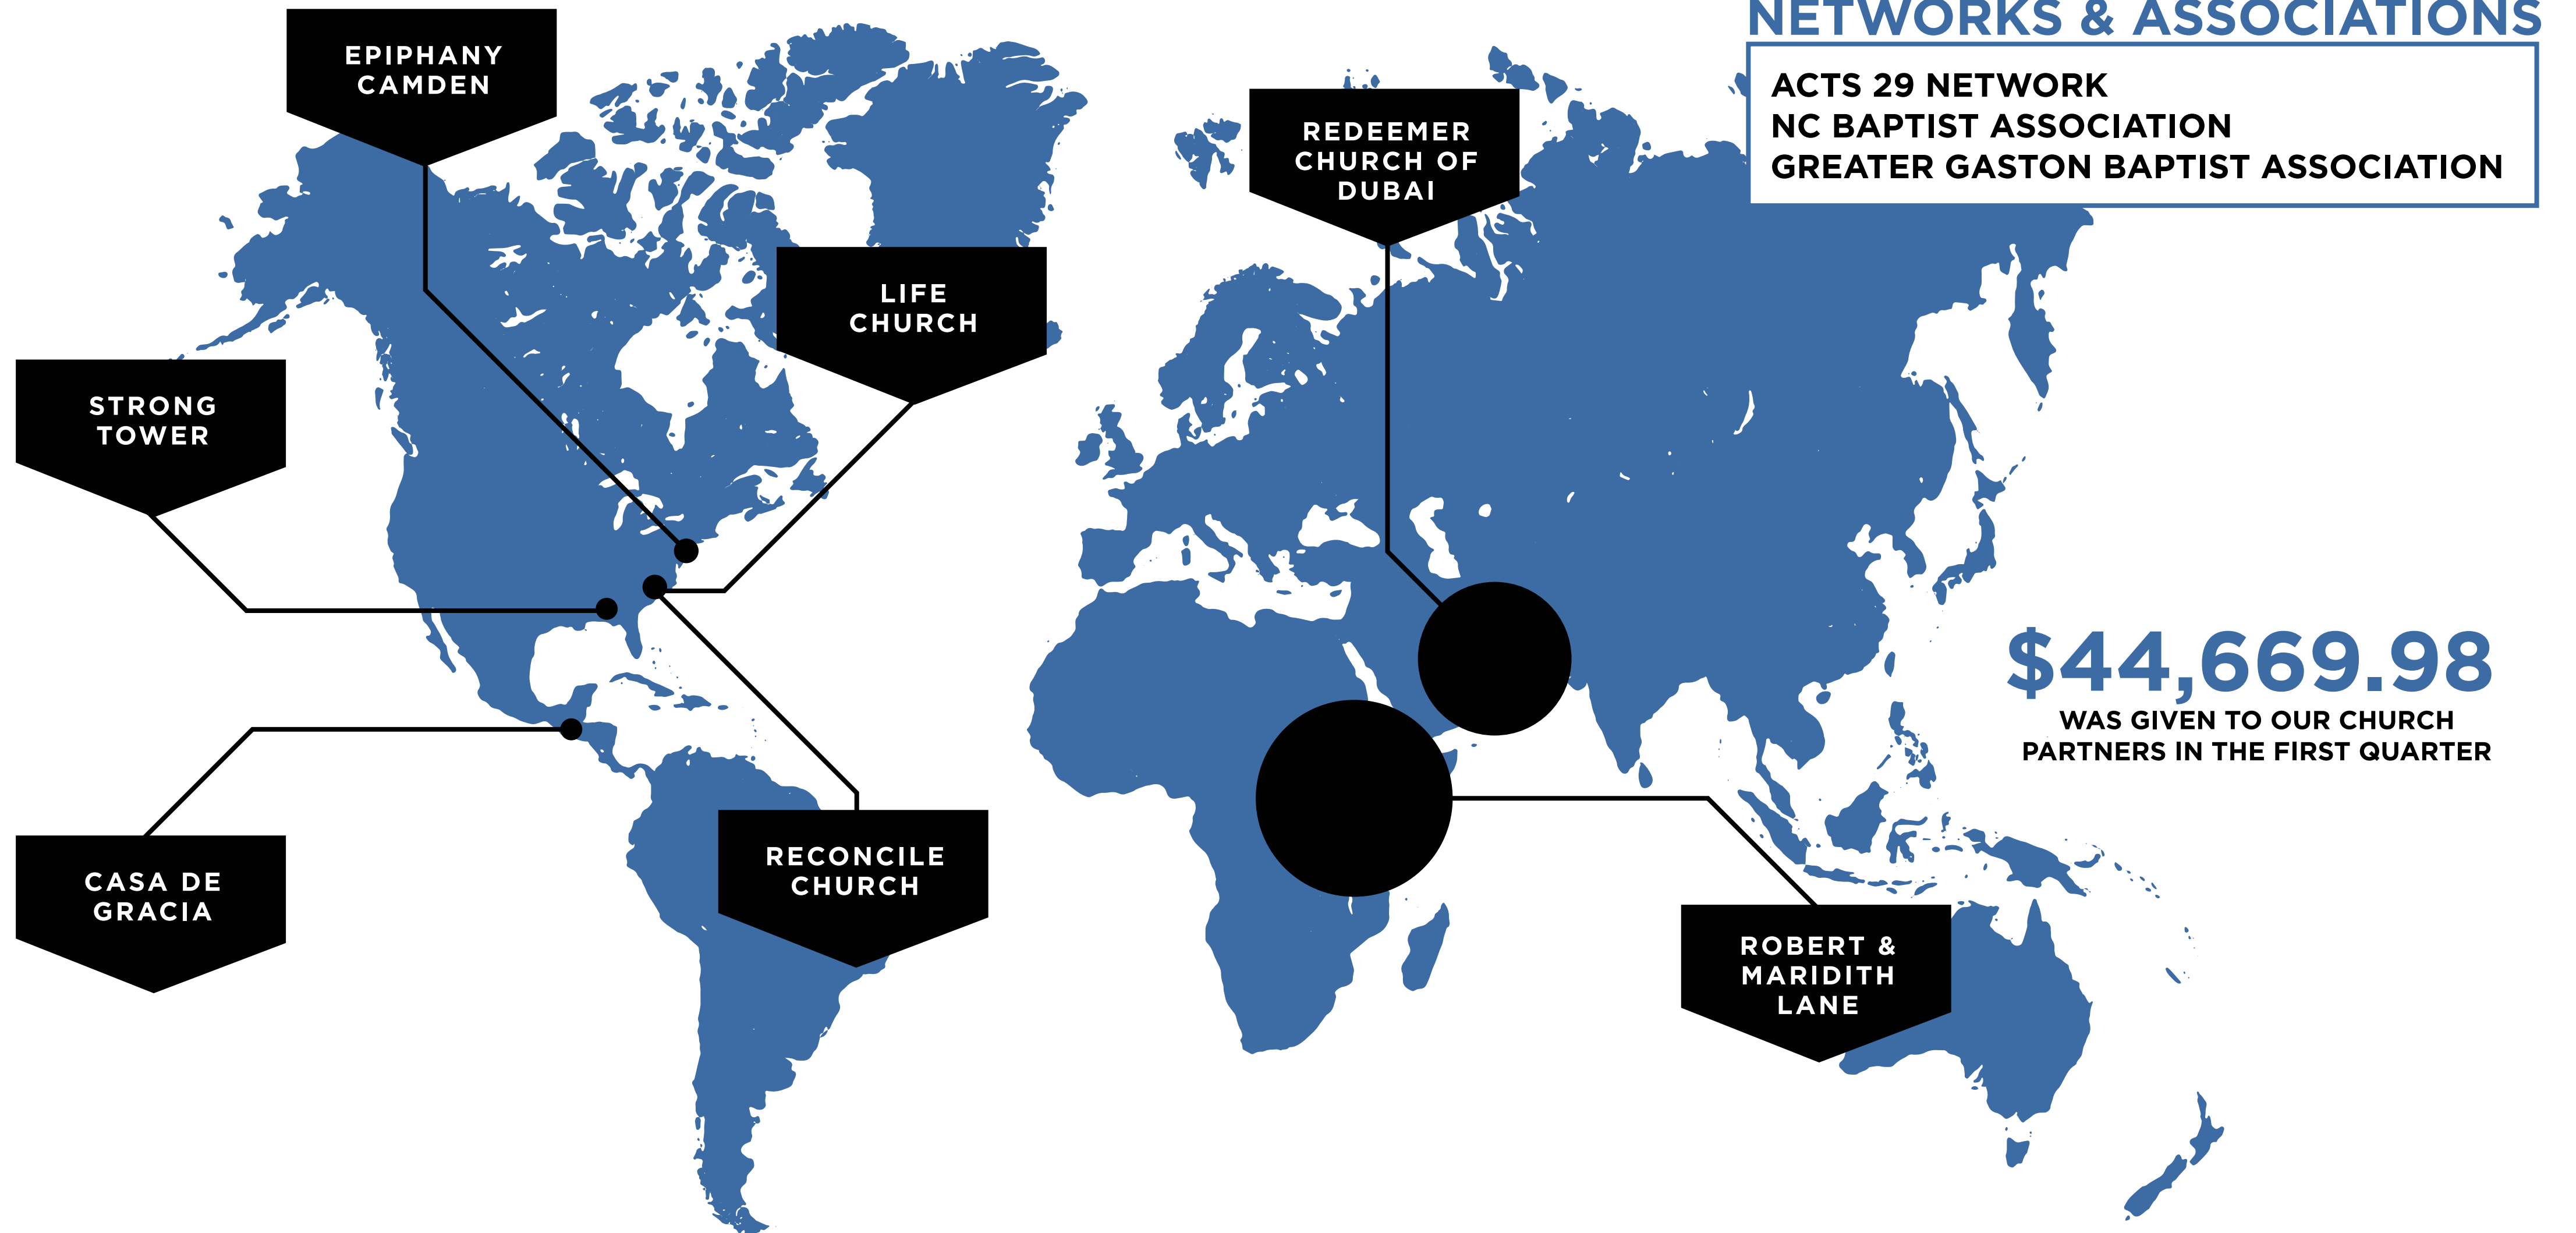 NETWORKS & ASSOCIATIONS
ACTS 29 NETWORK
NC BAPTIST ASSOCIATION
GREATER GASTON BAPTIST ASSOCIATION
EPIPHANY
CAMDEN
REDEEMER
CHURCH OF
DUBAI
LIFE
CHURCH
STRONG
TOWER
$44,669.98
WAS GIVEN TO OUR CHURCH
PARTNERS IN THE FIRST QUARTER
CASA DE
GRACIA
RECONCILE
CHURCH
ROBERT &
MARIDITH
LANE